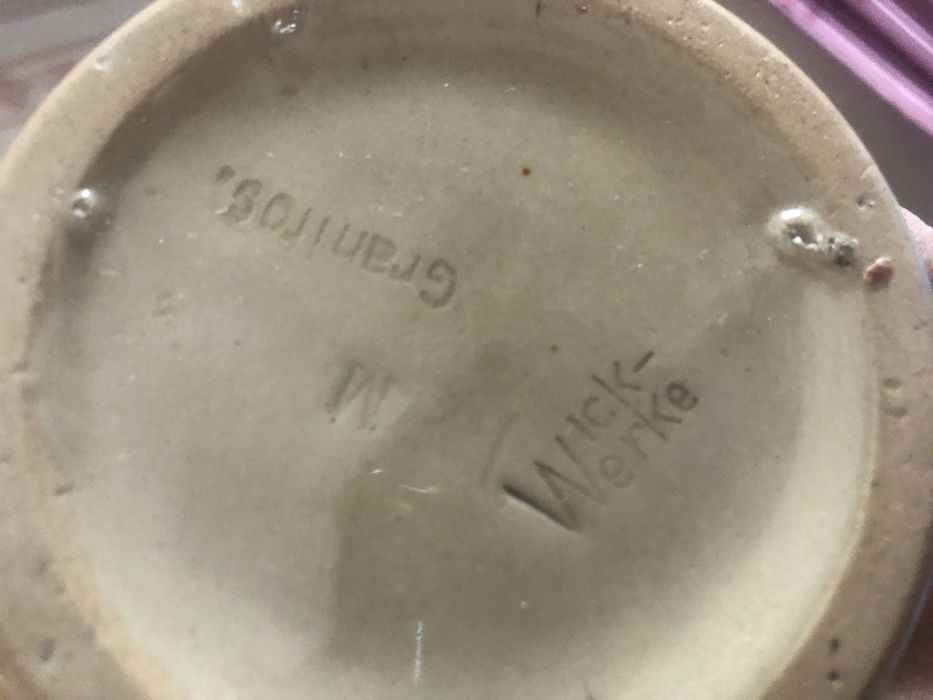 „Granitos"
M
Wick-
Werke